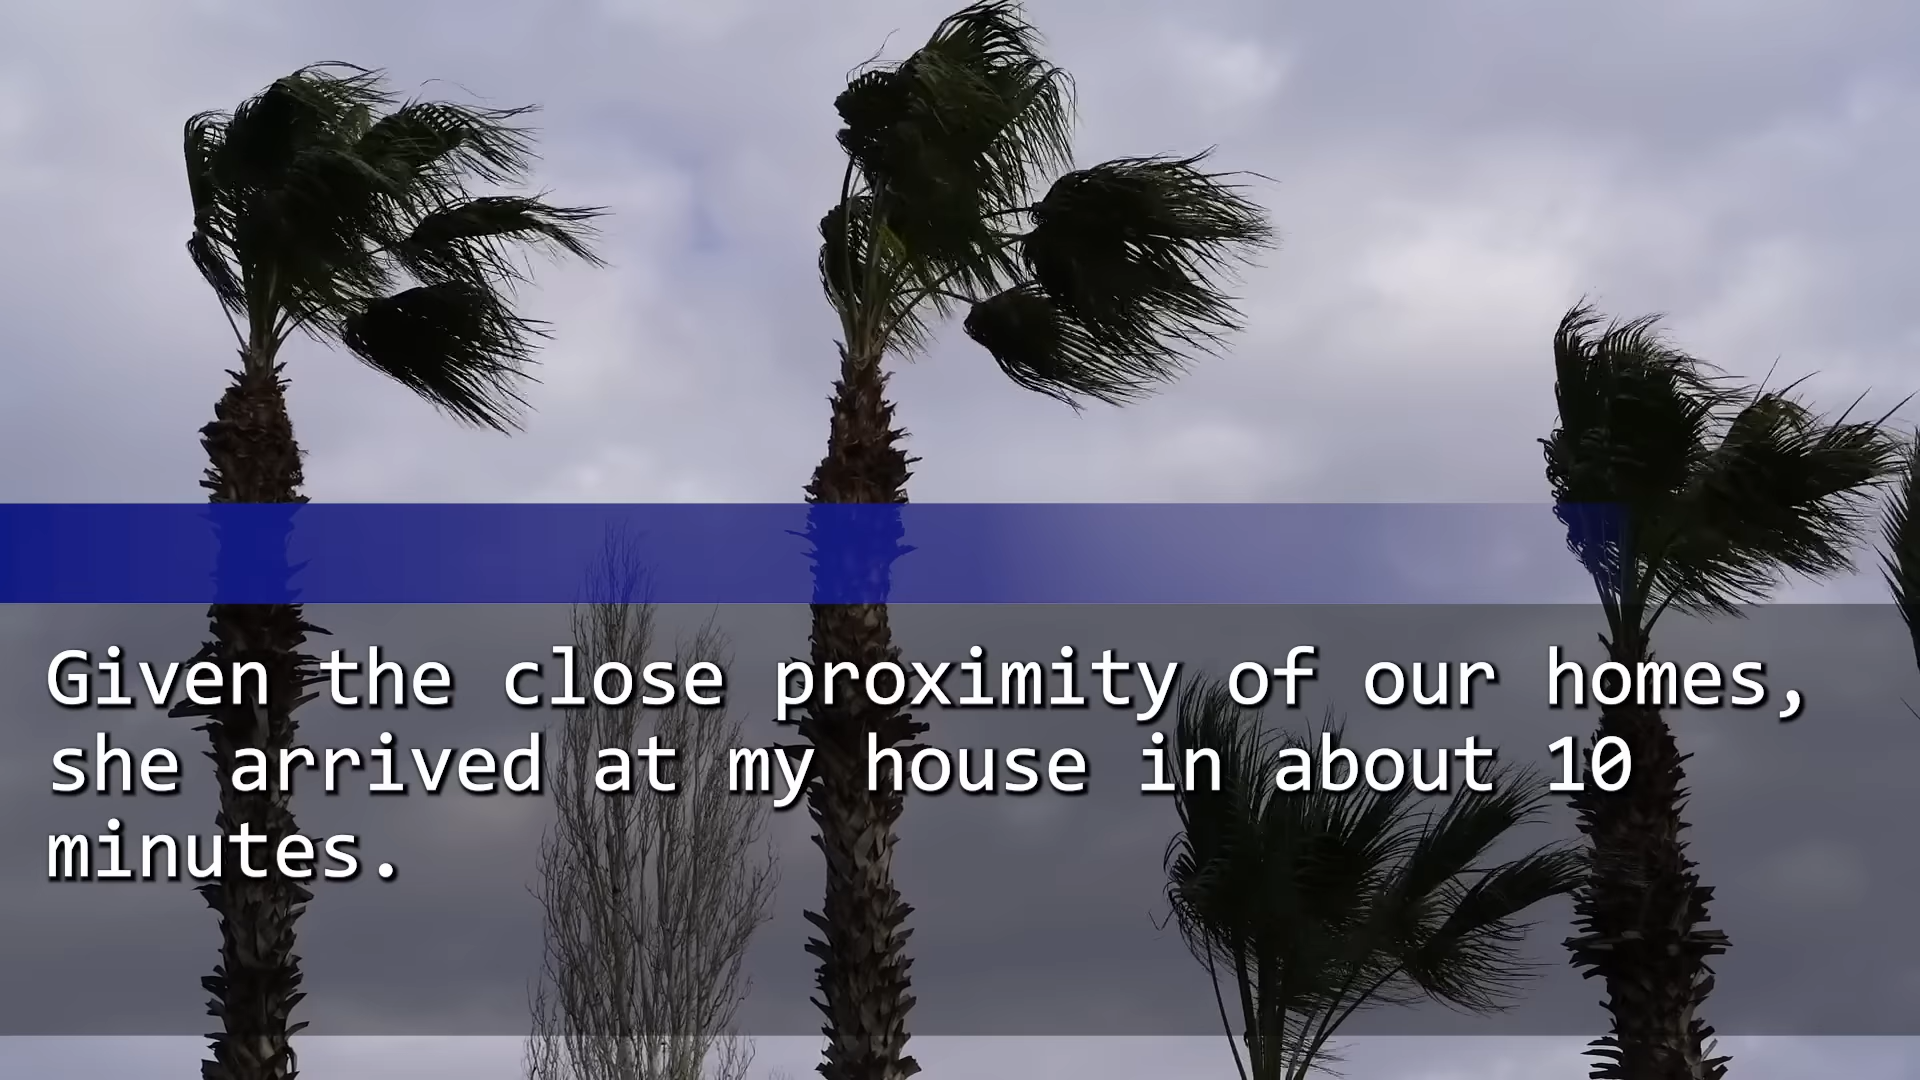 Given the close proximity of our homes,
she arrived at my house in about 10
minutes.